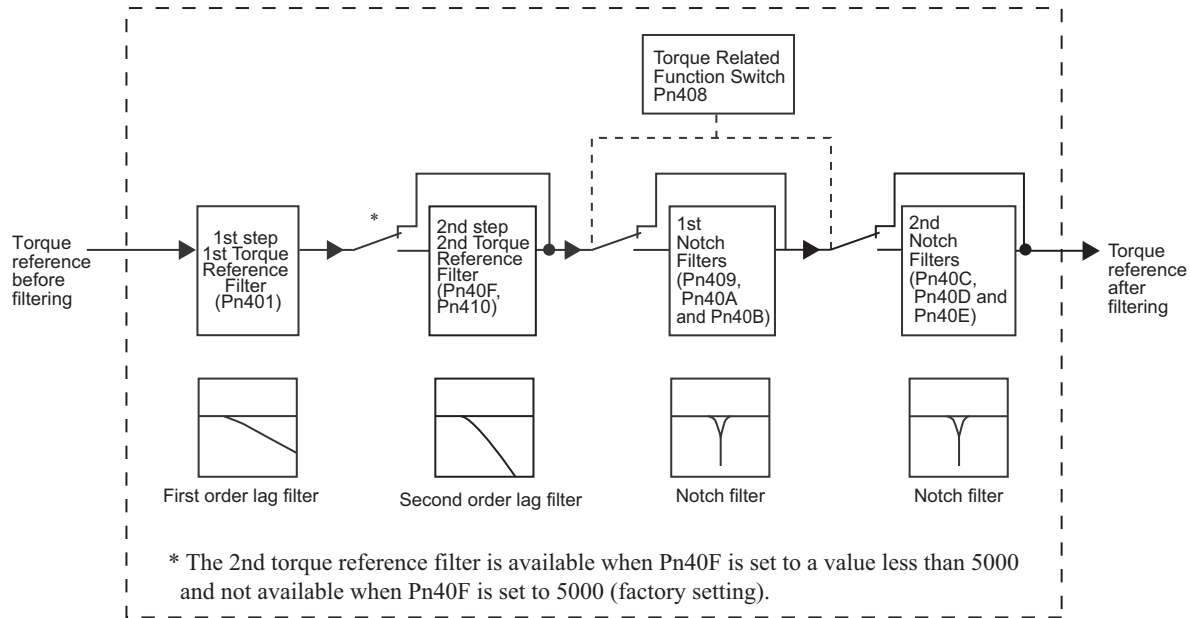 Torque Related
Function Switch
Pn408
Torque
reference
before
filtering
1st step
1st Torque
Reference
Filter
(Pn401)
*
2nd step
2nd Torque
Reference
Filter
(Pn40F,
Pn410)
1st
Notch
Filters
(Pn409,
Pn40A
and Pn40B)
2nd
Notch
Filters
(Pn40C,
Pn40D and
Pn40E)
Torque
reference
after
filtering
First order lag filter
Second order lag filter
Notch filter
Notch filter
* The 2nd torque reference filter is available when Pn40F is set to a value less than 5000
and not available when Pn40F is set to 5000 (factory setting).